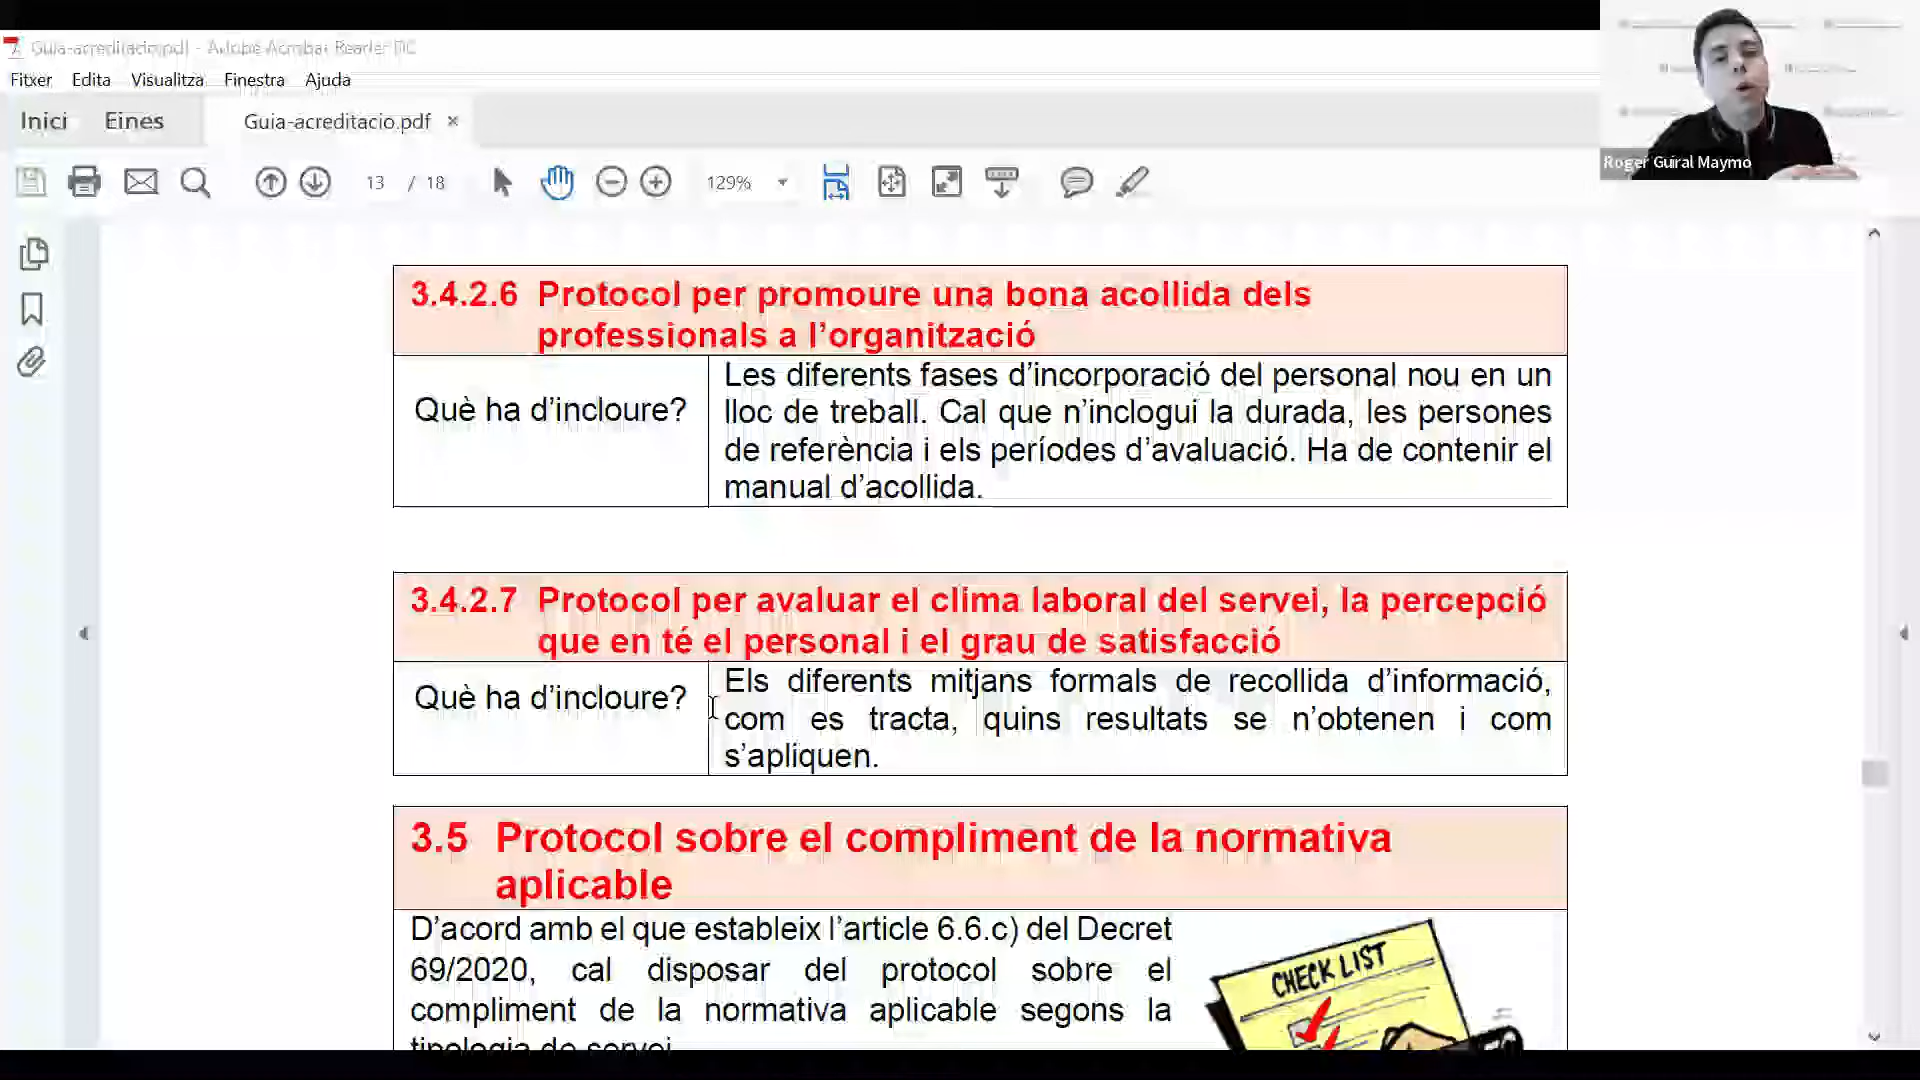 Guia-acreditacio.pdf - Adobe Acrobat Reader DC
Fitxer Edita Visualitza Finestra Ajuda
Inici Eines Guia-acreditacio.pdf ×
13 / 18 129%
Roger Guiral Maymo
3.4.2.6 Protocol per promoure una bona acollida dels
professionals a l’organització
Què ha d’incloure?
Les diferents fases d’incorporació del personal nou en un
lloc de treball. Cal que n’inclogui la durada, les persones
de referència i els períodes d’avaluació. Ha de contenir el
manual d’acollida.
3.4.2.7 Protocol per avaluar el clima laboral del servei, la percepció
que en té el personal i el grau de satisfacció
Què ha d’incloure?
Els diferents mitjans formals de recollida d’informació,
com es tracta, quins resultats se n’obtenen i com
s’apliquen.
3.5 Protocol sobre el compliment de la normativa
aplicable
D’acord amb el que estableix l’article 6.6.c) del Decret
69/2020, cal disposar del protocol sobre el
compliment de la normativa aplicable segons la
tipologia de servei
CHECK LIST